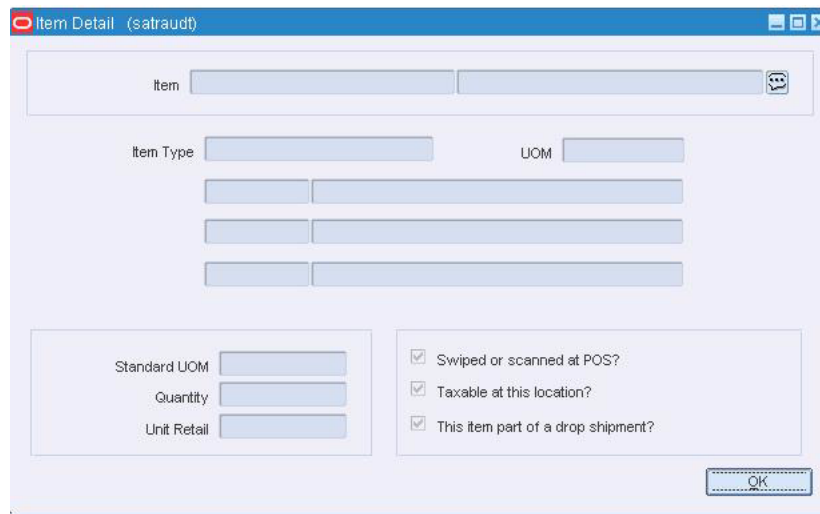 Item Detail (satraudt)
Item
Item Type UOM
Standard UOM
Quantity
Unit Retail
Swiped or scanned at POS?
Taxable at this location?
This item part of a drop shipment?
OK